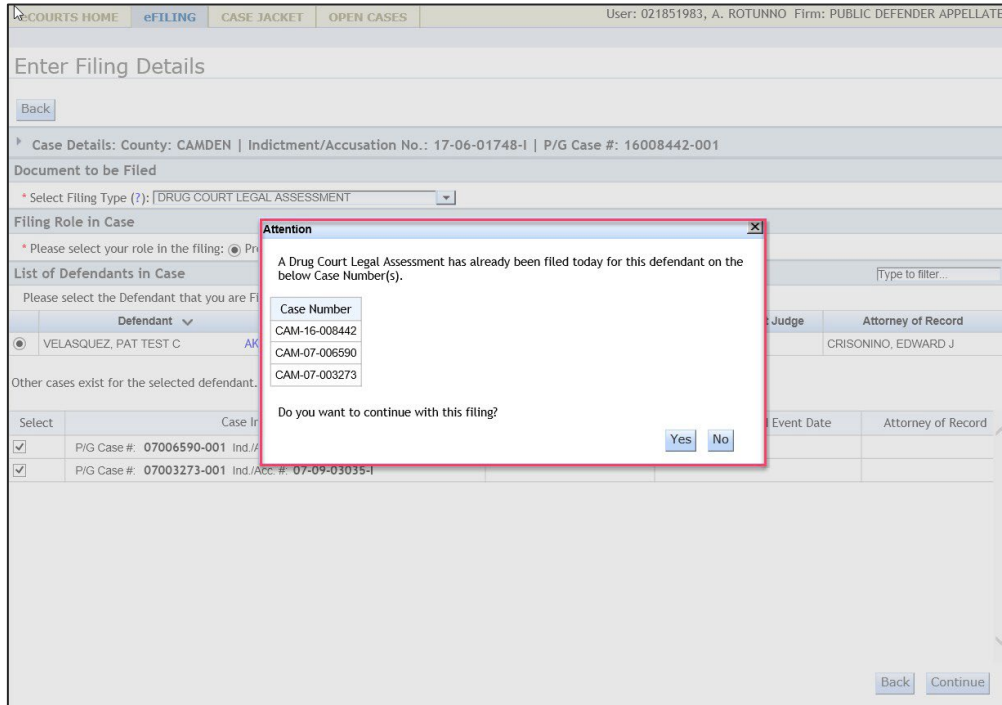 eCOURTS HOME eFILING CASE JACKET OPEN CASES User: 021851983, A. ROTUNNO Firm: PUBLIC DEFENDER APPELLATE
Enter Filing Details
Back
Case Details: County: CAMDEN | Indictment/Accusation No.: 17-06-01748-I | P/G Case #: 16008442-001
Document to be Filed
* Select Filing Type (?): DRUG COURT LEGAL ASSESSMENT
Filing Role in Case
* Please select your role in the filing:
List of Defendants in Case Type to filter...
Please select the Defendant that you are
Defendant Judge Attorney of Record
VELASQUEZ, PAT TEST C AK CRISONINO, EDWARD J
Other cases exist for the selected defendant.
Select Case Event Date Attorney of Record
P/G Case #: 07006590-001 Ind./
P/G Case #: 07003273-001 Ind./Acc. #: 07-09-03035-I
Attention
A Drug Court Legal Assessment has already been filed today for this defendant on the
below Case Number(s).
Case Number
CAM-16-008442
CAM-07-006590
CAM-07-003273
Do you want to continue with this filing?
Yes No
Back Continue